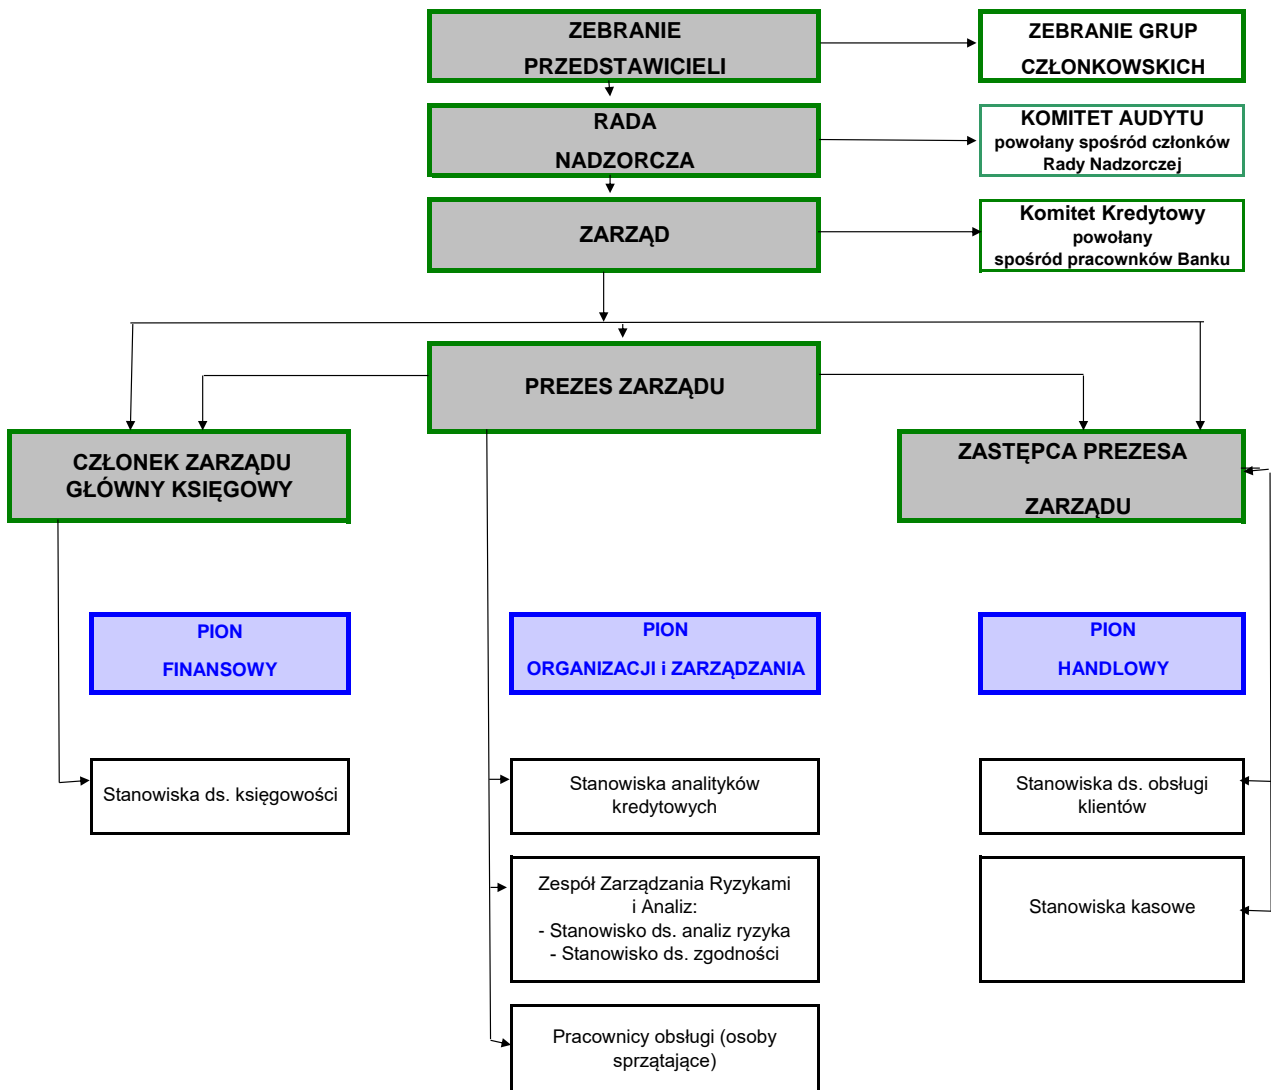 ZEBRANIE
PRZEDSTAWICIELI
ZEBRANIE GRUP
CZŁONKOWSKICH
RADA
NADZORCZA
KOMITET AUDYTU
powołany spośród członków
Rady Nadzorczej
ZARZĄD
Komitet Kredytowy
powołany
spośród pracownków Banku
PREZES ZARZĄDU
CZŁONEK ZARZĄDU
GŁÓWNY KSIĘGOWY
ZASTĘPCA PREZESA
ZARZĄDU
PION
FINANSOWY
PION
ORGANIZACJI i ZARZĄDZANIA
PION
HANDLOWY
Stanowiska ds. księgowości
Stanowiska analityków
kredytowych
Stanowiska ds. obsługi
klientów
Zespół Zarządzania Ryzykami
i Analiz:
- Stanowisko ds. analiz ryzyka
- Stanowisko ds. zgodności
Stanowiska kasowe
Pracownicy obsługi (osoby
sprzątające)